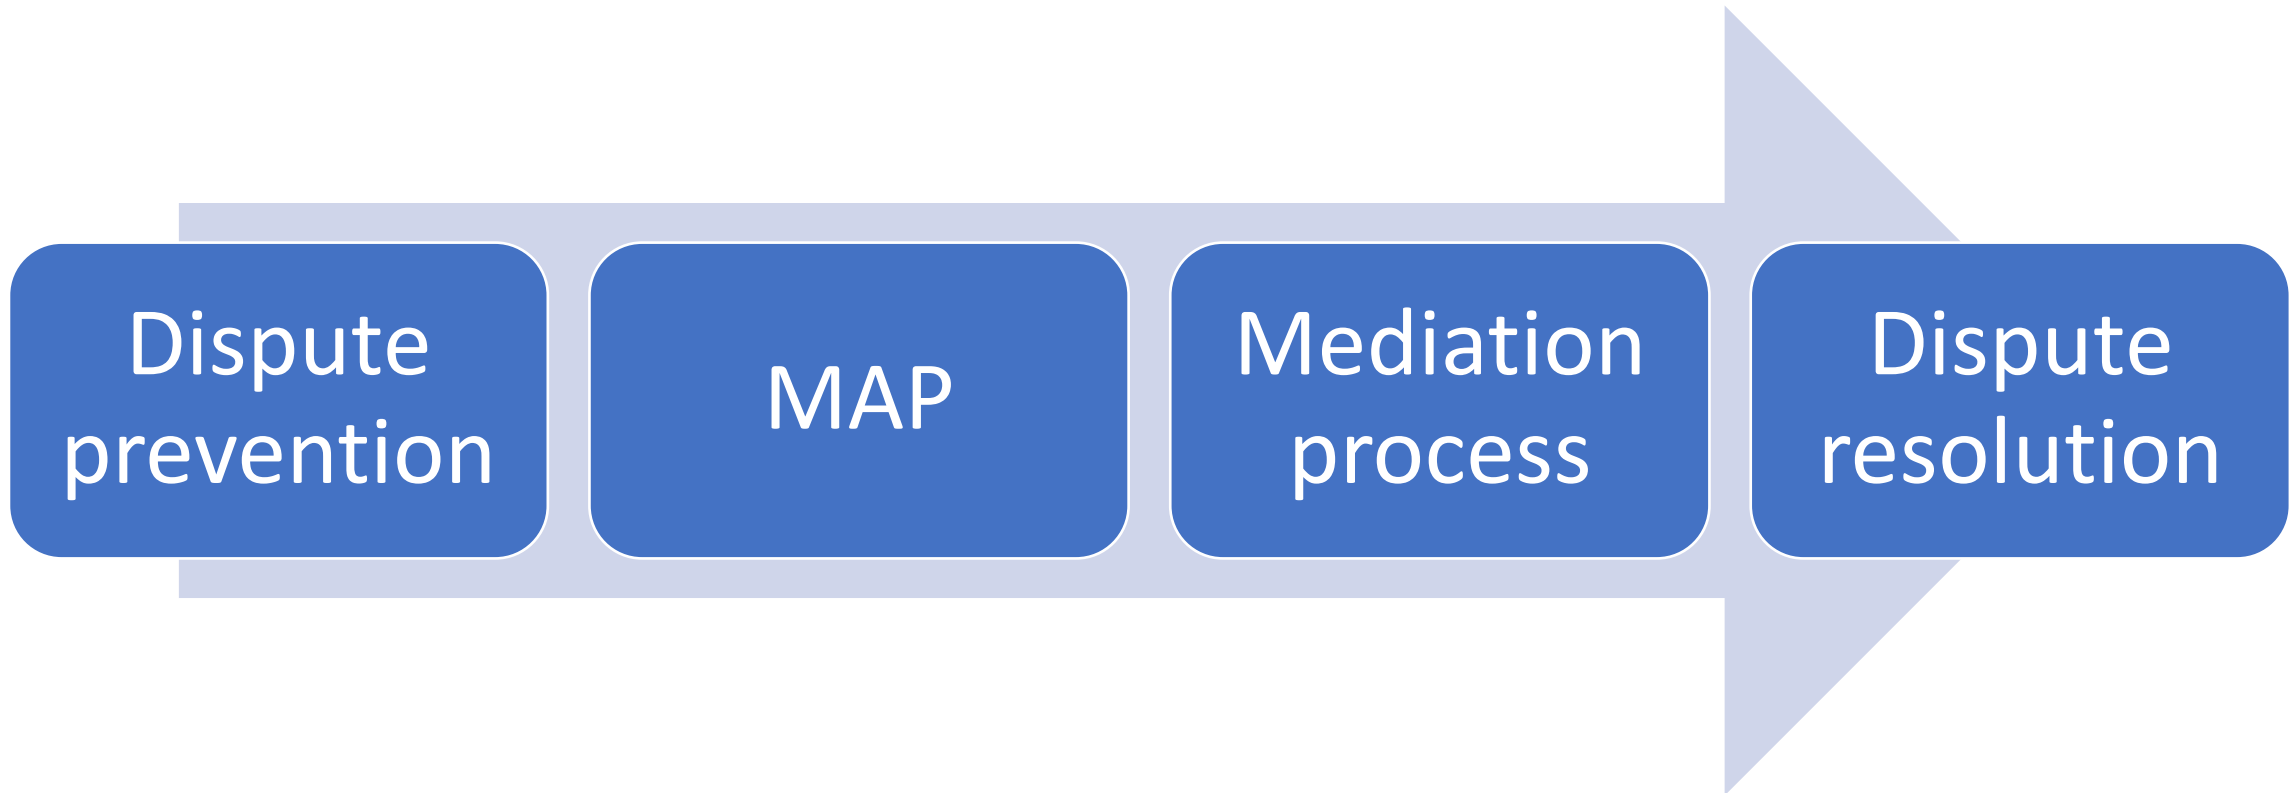 Dispute
prevention
MAP
Mediation
process
Dispute
resolution